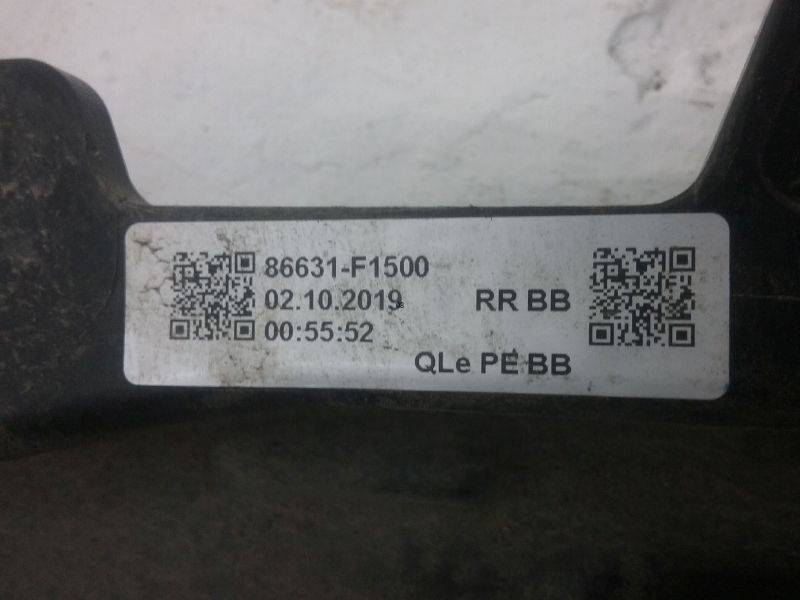 86631-F1500
02.10.2019
RR BB
00:55:52
QLe PE BB